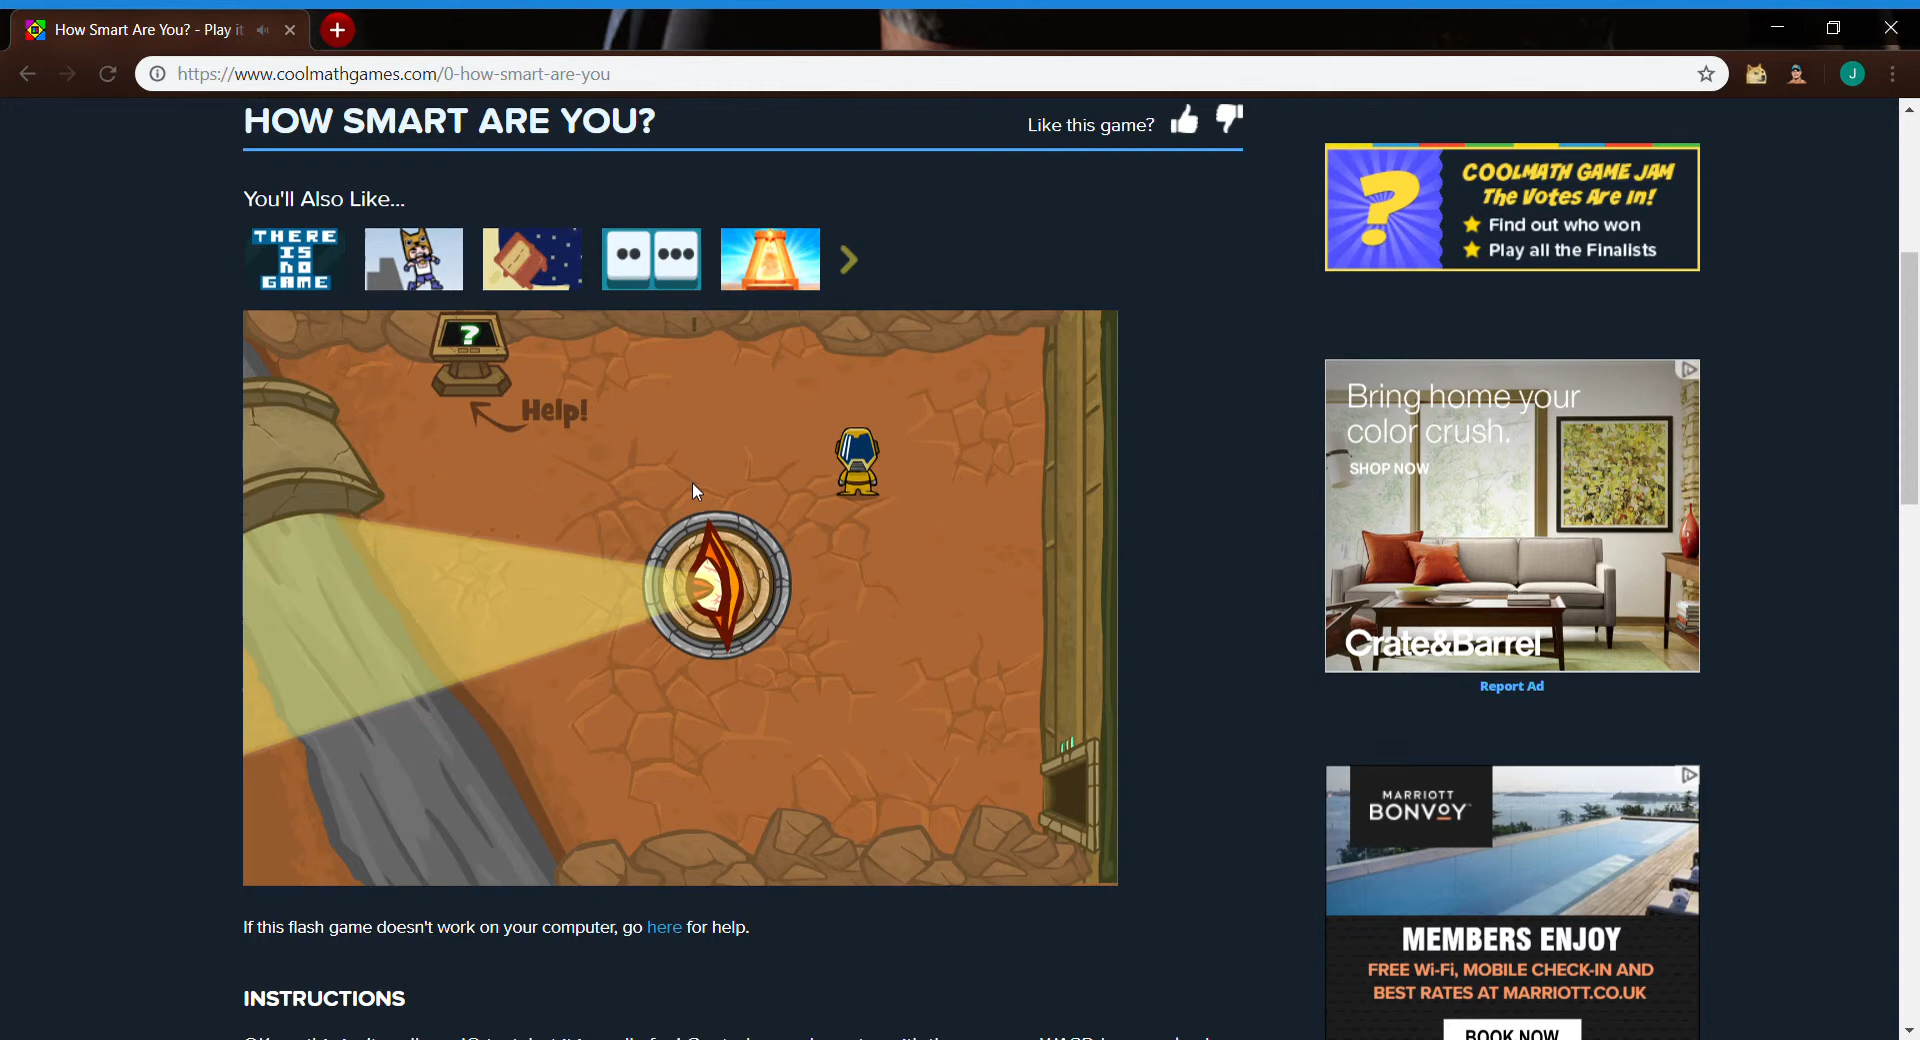 How Smart Are You? - Play it
https://www.coolmathgames.com/0-how-smart-are-you
J
HOW SMART ARE YOU?
Like this game?
You'll Also Like...
THERE
IS
NO
GAME
?
Help!
If this flash game doesn't work on your computer, go here for help.
INSTRUCTIONS
?
COOLMATH GAME JAM
The Votes Are In!
Find out who won
Play all the Finalists
Bring home your
color crush.
SHOP NOW
Crate&Barrel
Report Ad
MARRIOTT
BONVOY™
MEMBERS ENJOY
FREE Wi-Fi, MOBILE CHECK-IN AND
BEST RATES AT MARRIOTT.CO.UK
BOOK NOW